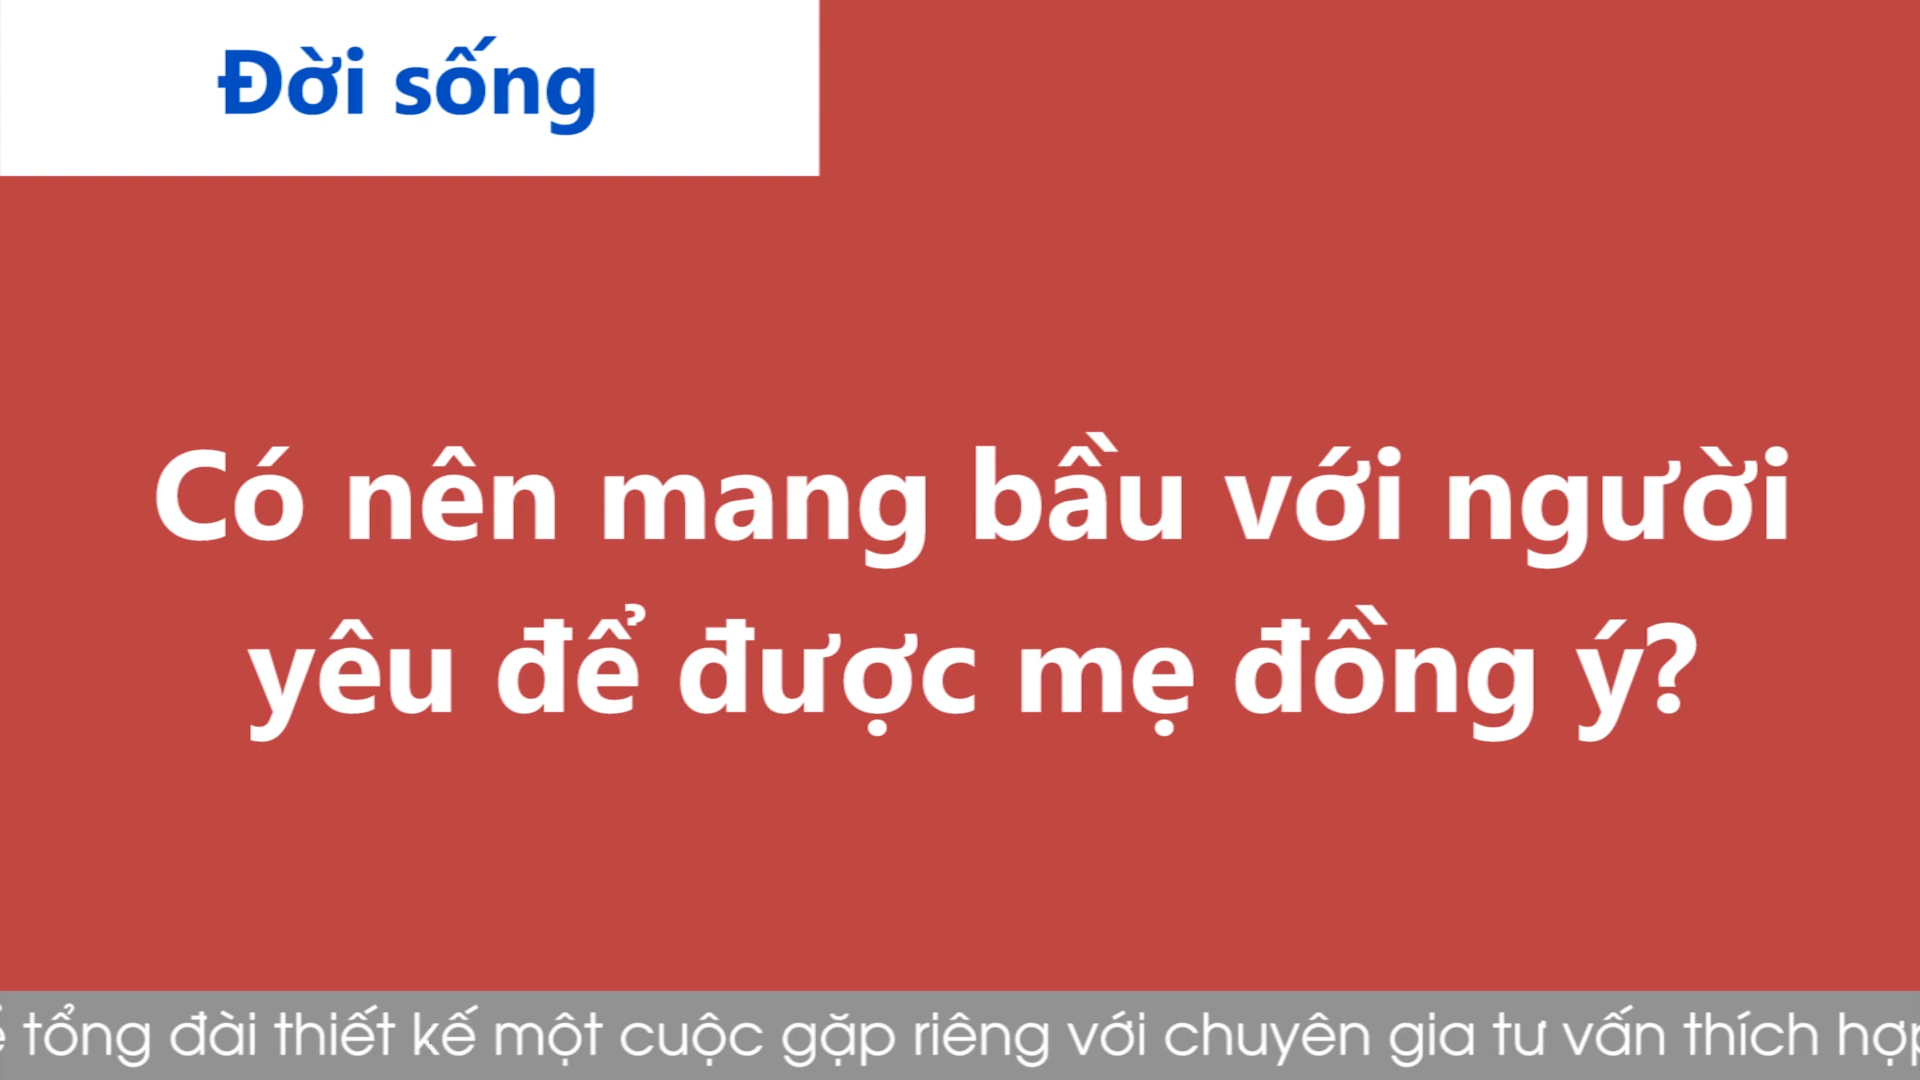 Đời sống
Có nên mang bầu với người
yêu để được mẹ đồng ý?
tổng đài thiết kế một cuộc gặp riêng với chuyên gia tư vấn thích hợp